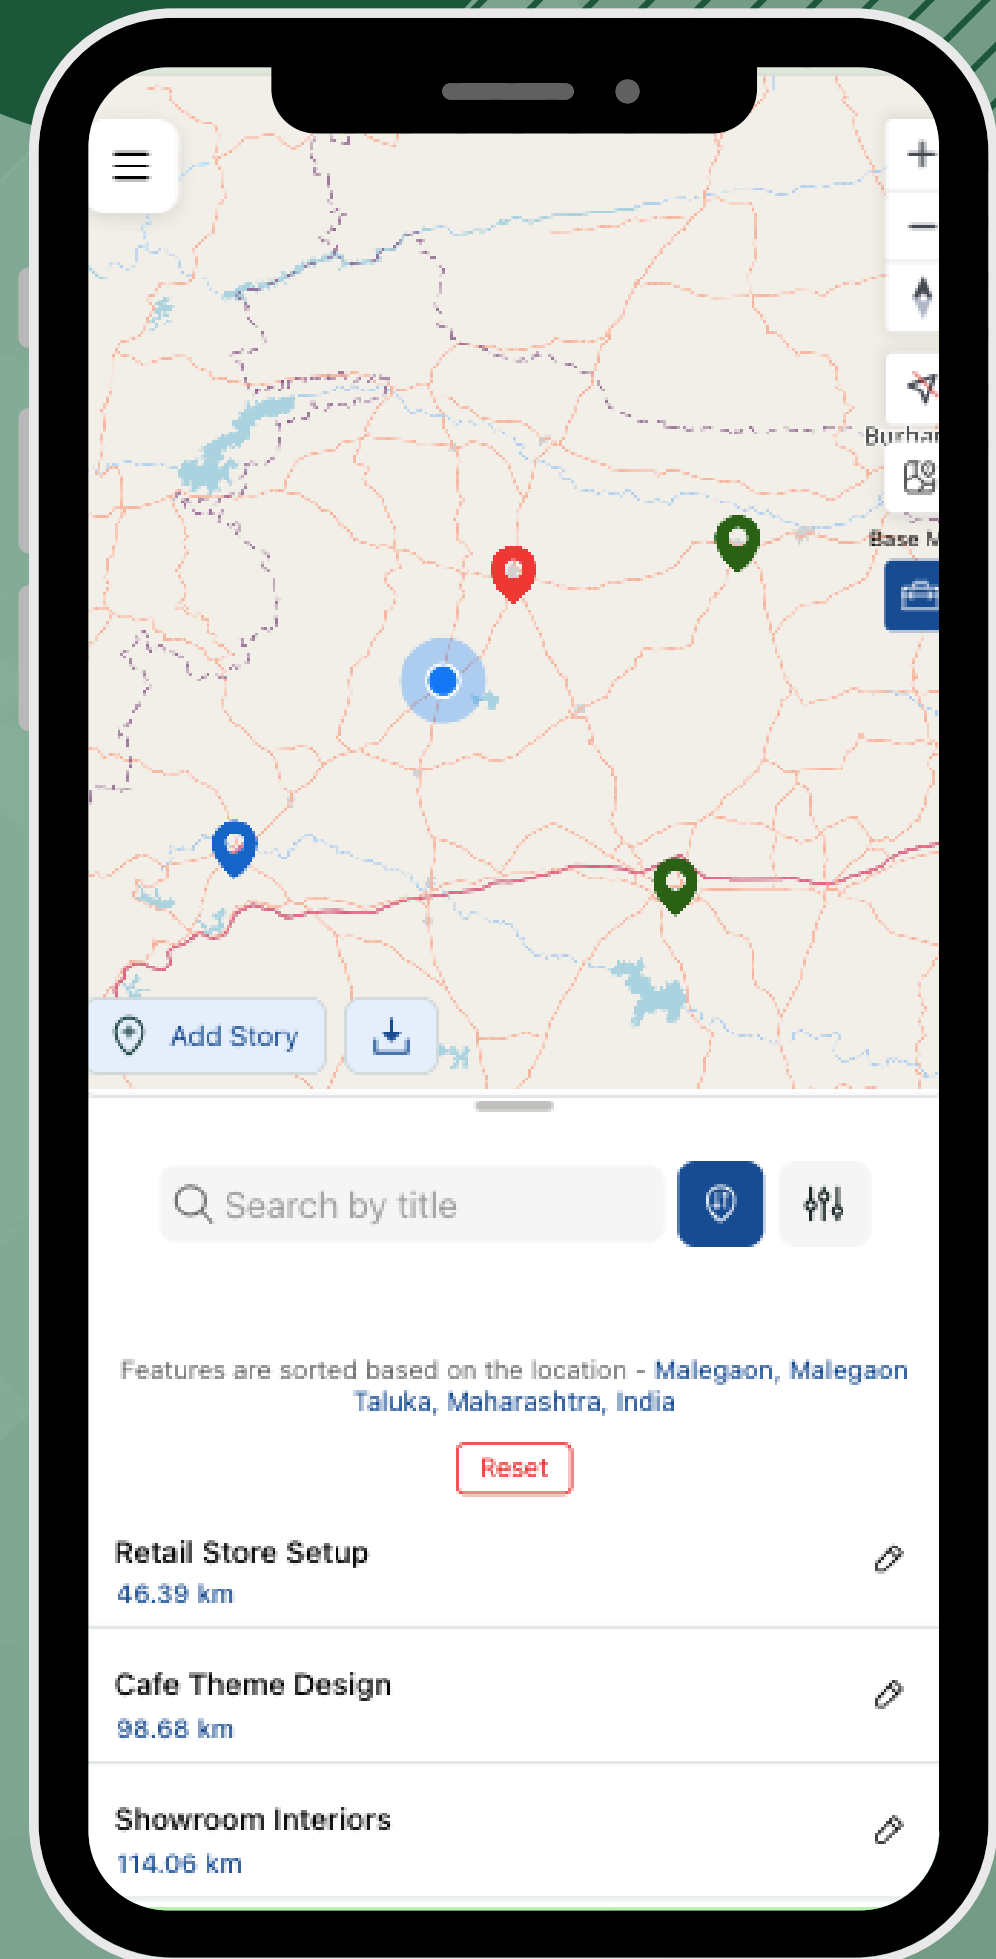 Burhan
Base M
Add Story
Search by title
Features are sorted based on the location - Malegaon, Malegaon
Taluka, Maharashtra, India
Reset
Retail Store Setup
46.39 km
Cafe Theme Design
98.68 km
Showroom Interiors
114.06 km